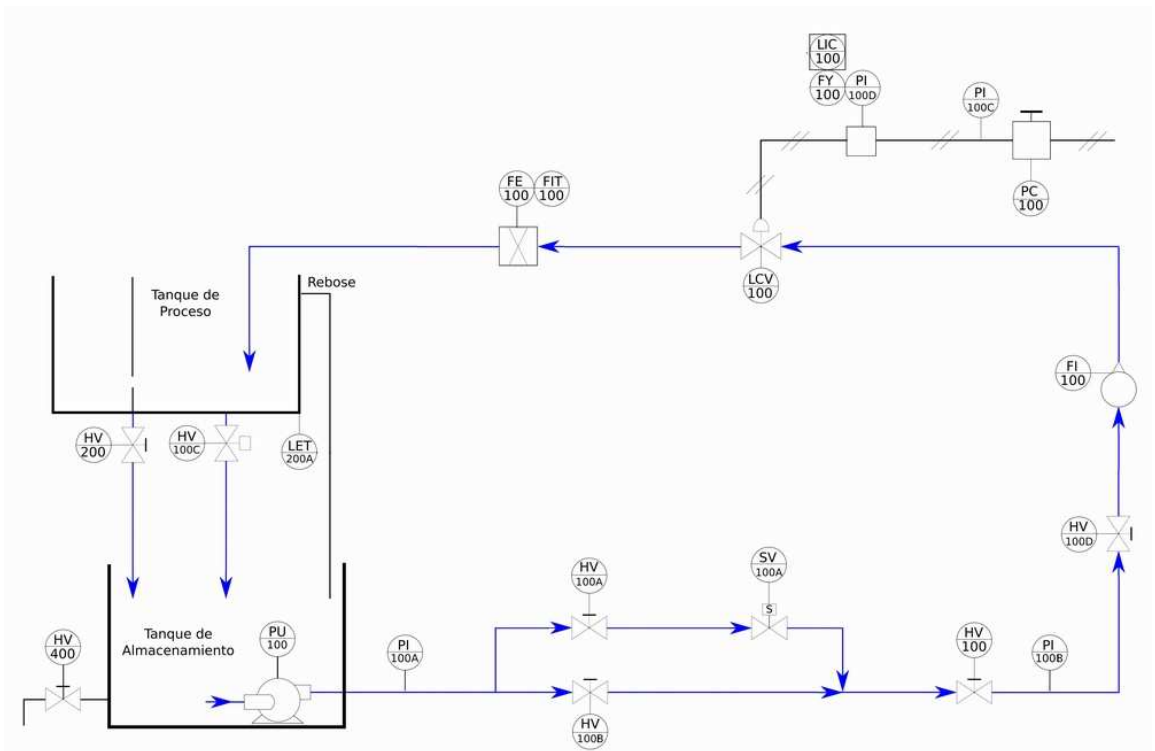 LIC
100
FY
100
PI
100D
PI
100C
PC
100
FE
100
FIT
100
LCV
100
Rebose
Tanque de
Proceso
FI
100
HV
200
HV
100C
LET
200A
HV
100D
HV
100A
SV
100A
S
HV
400
Tanque de
Almacenamiento
PU
100
PI
100A
HV
100B
HV
100
PI
100B